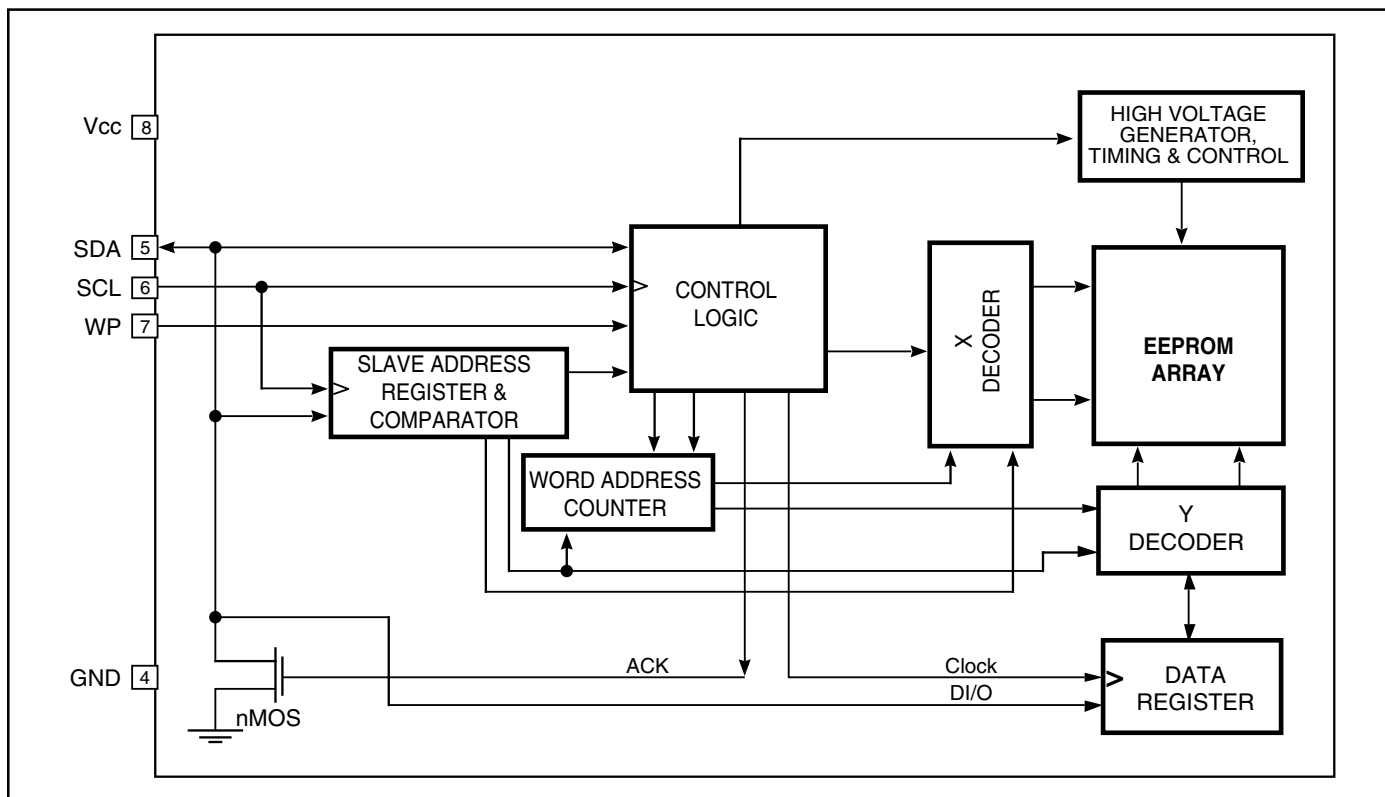 HIGH VOLTAGE
GENERATOR,
TIMING & CONTROL
Vcc 8
SDA 5
SCL 6
WP 7
CONTROL
LOGIC
X
DECODER
EEPROM
ARRAY
SLAVE ADDRESS
REGISTER &
COMPARATOR
WORD ADDRESS
COUNTER
Y
DECODER
GND 4
nMOS
ACK
Clock
DI/O
DATA
REGISTER